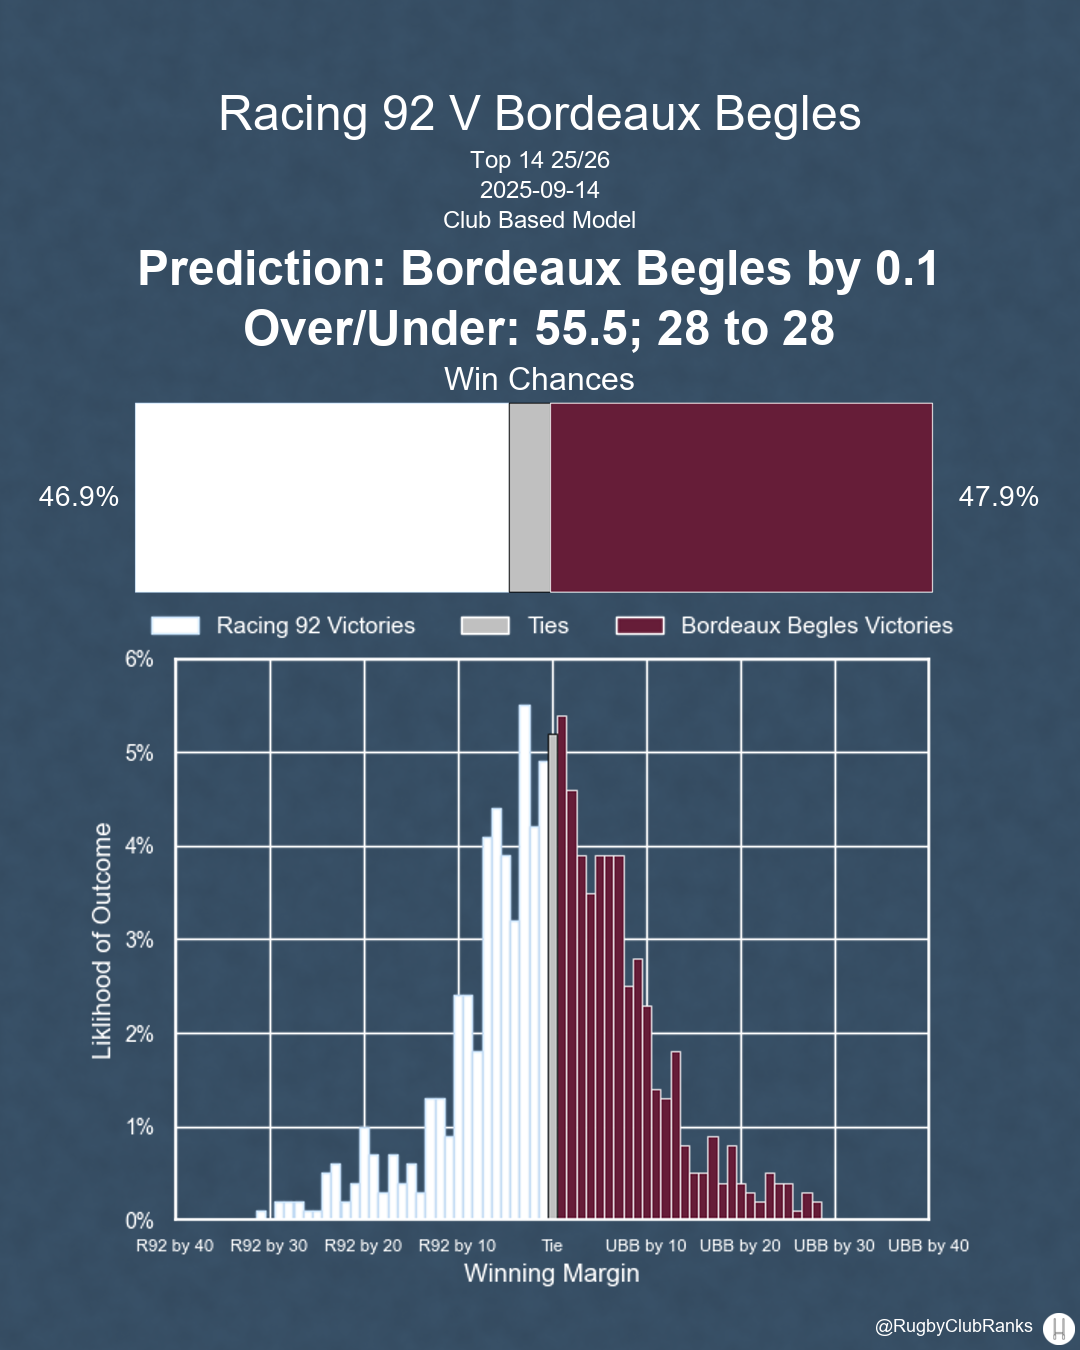 Racing 92 V Bordeaux Begles
Top 14 25/26
2025-09-14
Club Based Model
Prediction: Bordeaux Begles by 0.1
Over/Under: 55.5; 28 to 28
Win Chances
46.9%
47.9%
Racing 92 Victories
Ties
Bordeaux Begles Victories
6%
5%
4%
3%
2%
1%
0%
Liklihood of Outcome
R92 by 40
R92 by 30
R92 by 20
R92 by 10
Tie
UBB by 10
UBB by 20
UBB by 30
UBB by 40
Winning Margin
@RugbyClubRanks